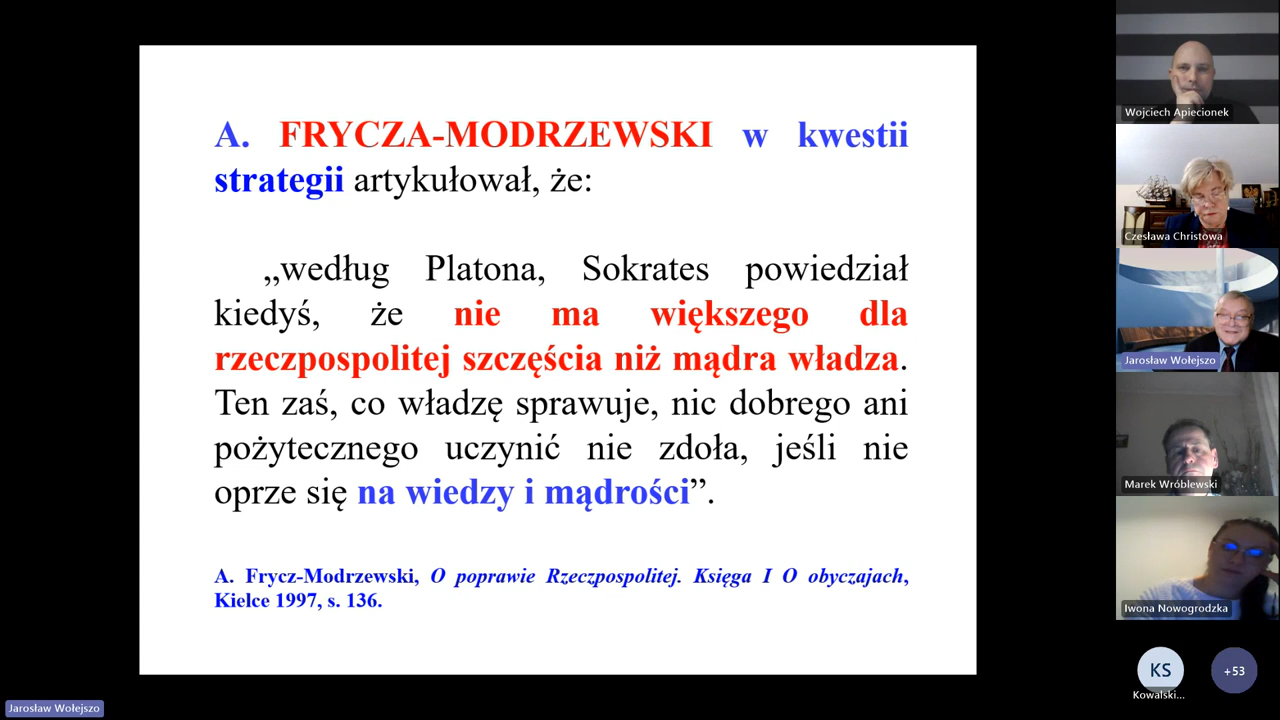 A. FRYCZA-MODRZEWSKI w kwestii
strategii artykułował, że:
„według Platona, Sokrates powiedział
kiedyś, że nie ma większego dla
rzeczpospolitej szczęścia niż mądra władza.
Ten zaś, co władzę sprawuje, nic dobrego ani
pożytecznego uczynić nie zdoła, jeśli nie
oprze się na wiedzy i mądrości”.
A. Frycz-Modrzewski, O poprawie Rzeczpospolitej. Księga I O obyczajach,
Kielce 1997, s. 136.
Wojciech Apiecionek
Czesława Christowa
Jarosław Wołejszo
Marek Wróblewski
Iwona Nowogrodzka
KS
+53
Kowalski...
Jarosław Wołejszo